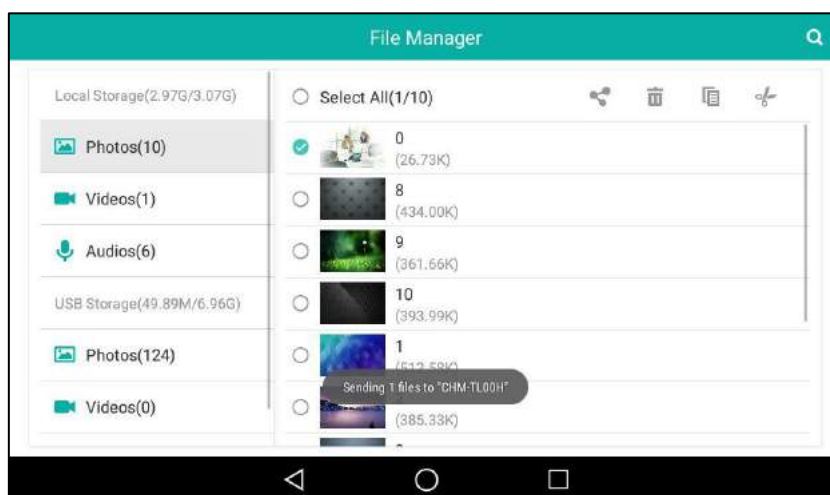 File Manager
Local Storage(2.97G/3.07G)
Select All(1/10)
Photos(10)
0
(26.73K)
Videos(1)
8
(434.00K)
Audios(6)
9
(361.66K)
USB Storage(49.89M/6.96G)
10
(393.99K)
Photos(124)
1
(512.58K)
Sending 1 files to "CHM-TL00H"
Videos(0)
(385.33K)